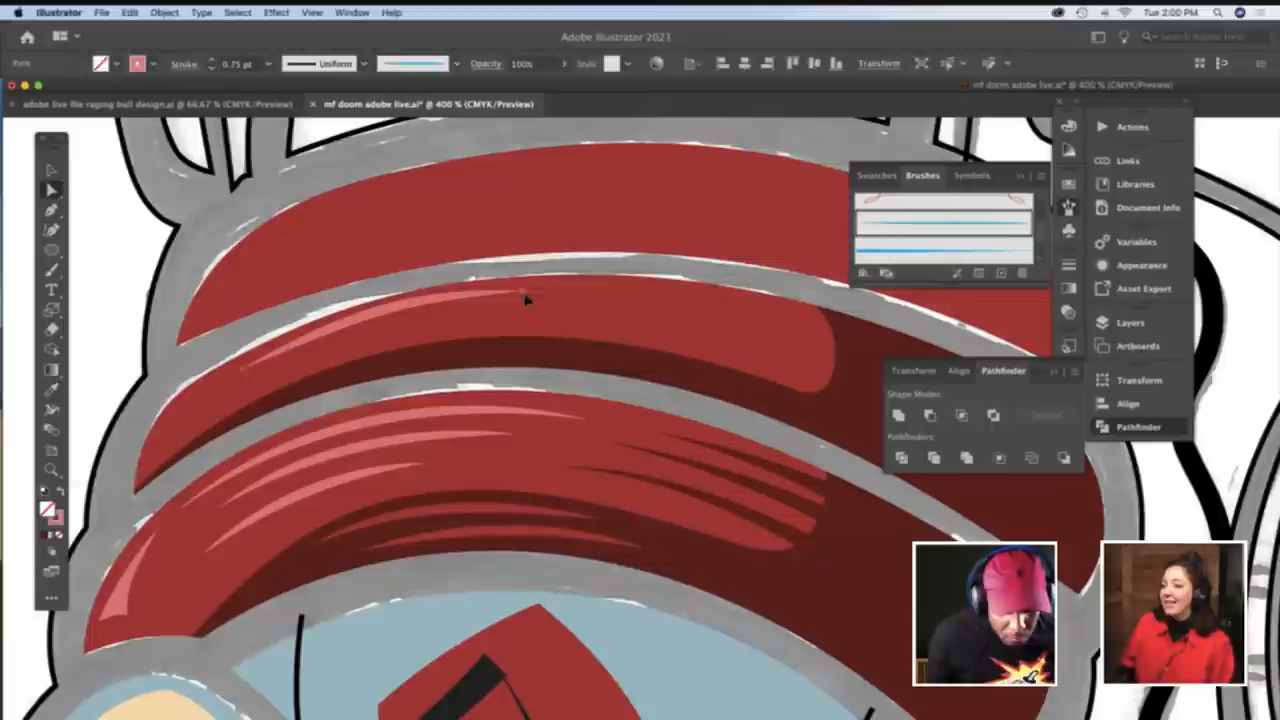 Illustrator File Edit Object Type Select Effect View Window Help Tue 2:00 PM
Adobe Illustrator 2021 Search Adobe Help
Path Stroke: 0.75 pt Uniform Opacity: 100% Style: Transform
mf doom adobe live.ai* @ 400 % (CMYK/Preview)
adobe live file raging bull design.ai @ 66.67 % (CMYK/Preview) mf doom adobe live.ai* @ 400 % (CMYK/Preview)
Actions
Links
Swatches Brushes Symbols
Libraries
Document Info
Variables
Appearance
Asset Export
Layers
Artboards
Transform Align Pathfinder
Transform
Shape Modes:
Align
Pathfinder
Pathfinders: